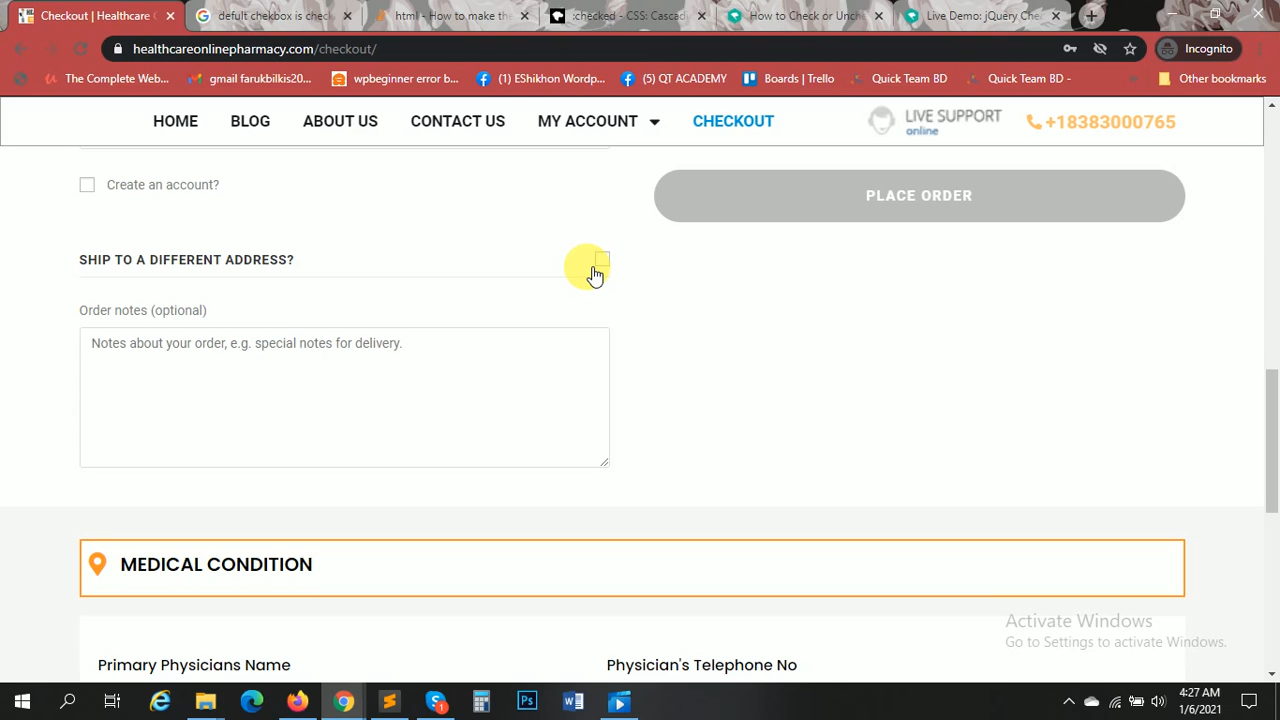 Checkout | Healthcare O
defult chekbox is check
html - How to make the
:checked - CSS: Cascadi
How to Check or Unche
Live Demo: jQuery Chec
healthcareonlinepharmacy.com/checkout/
Incognito
The Complete Web...
gmail farukbilkis20...
wpbeginner error b...
(1) EShikhon Wordp...
(5) QT ACADEMY
Boards | Trello
Quick Team BD
Quick Team BD -
Other bookmarks
HOME
BLOG
ABOUT US
CONTACT US
MY ACCOUNT
CHECKOUT
LIVE SUPPORT
online
+18383000765
Create an account?
PLACE ORDER
SHIP TO A DIFFERENT ADDRESS?
Order notes (optional)
Notes about your order, e.g. special notes for delivery.
MEDICAL CONDITION
Activate Windows
Go to Settings to activate Windows.
Primary Physicians Name
Physician's Telephone No
4:27 AM
1/6/2021